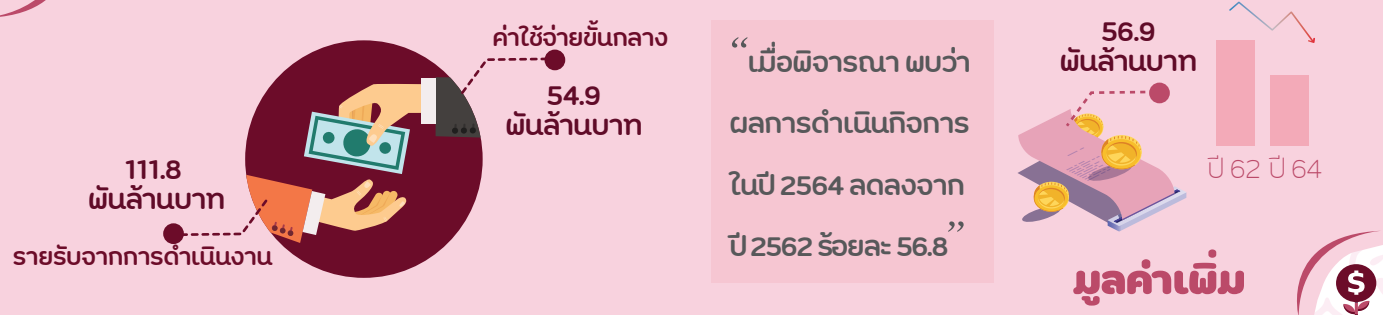 ค่าใช้จ่ายขั้นกลาง
54.9
พันล้านบาท
111.8
พันล้านบาท
รายรับจากการดำเนินงาน
“เมื่อพิจารณา พบว่า
ผลการดำเนินกิจการ
ในปี 2564 ลดลงจาก
ปี 2562 ร้อยละ 56.8”
56.9
พันล้านบาท
ปี 62 ปี 64
มูลค่าเพิ่ม
$